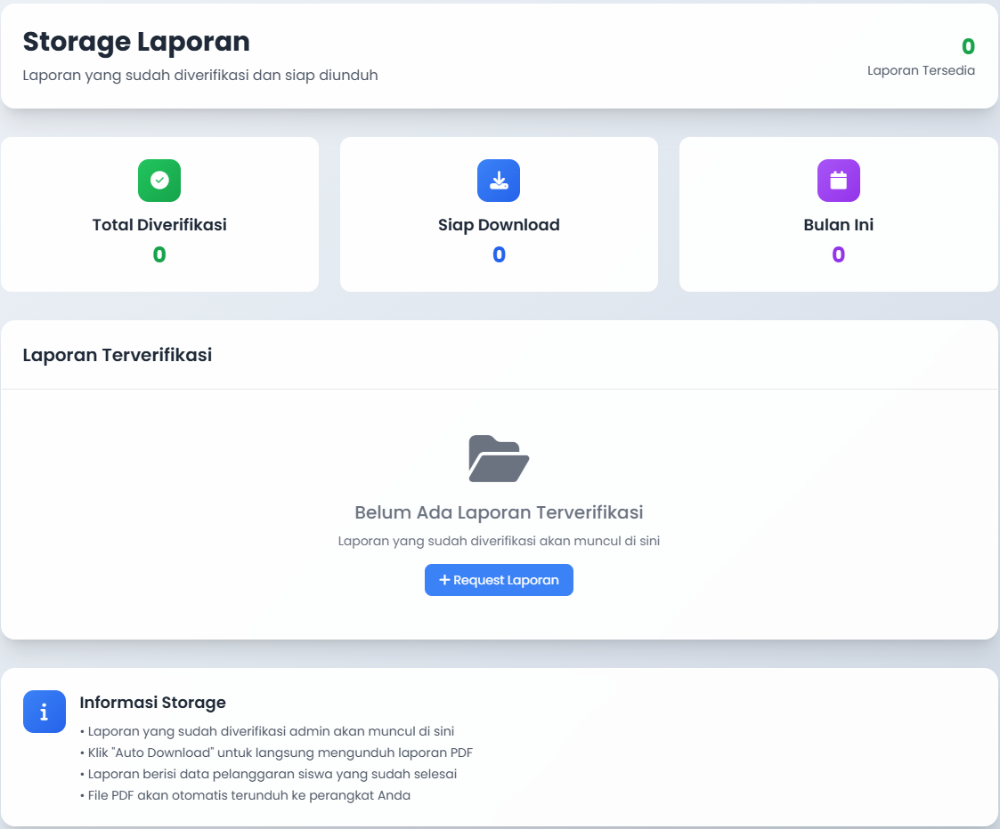 Storage Laporan
Laporan yang sudah diverifikasi dan siap diunduh
0
Laporan Tersedia
Total Diverifikasi
0
Siap Download
0
Bulan Ini
0
Laporan Terverifikasi
Belum Ada Laporan Terverifikasi
Laporan yang sudah diverifikasi akan muncul di sini
+ Request Laporan
Informasi Storage
• Laporan yang sudah diverifikasi admin akan muncul di sini
• Klik "Auto Download" untuk langsung mengunduh laporan PDF
• Laporan berisi data pelanggaran siswa yang sudah selesai
• File PDF akan otomatis terunduh ke perangkat Anda